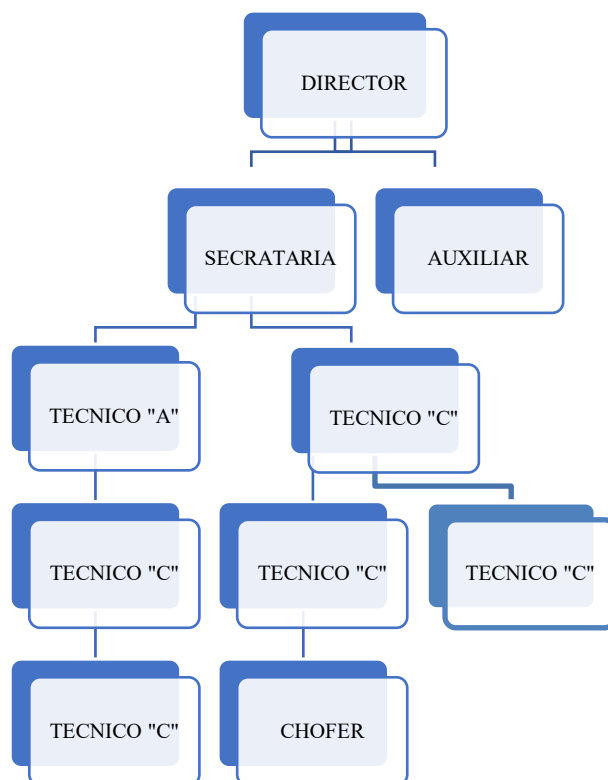 DIRECTOR
SECRATARIA
AUXILIAR
TECNICO "A"
TECNICO "C"
TECNICO "C"
TECNICO "C"
TECNICO "C"
TECNICO "C"
CHOFER